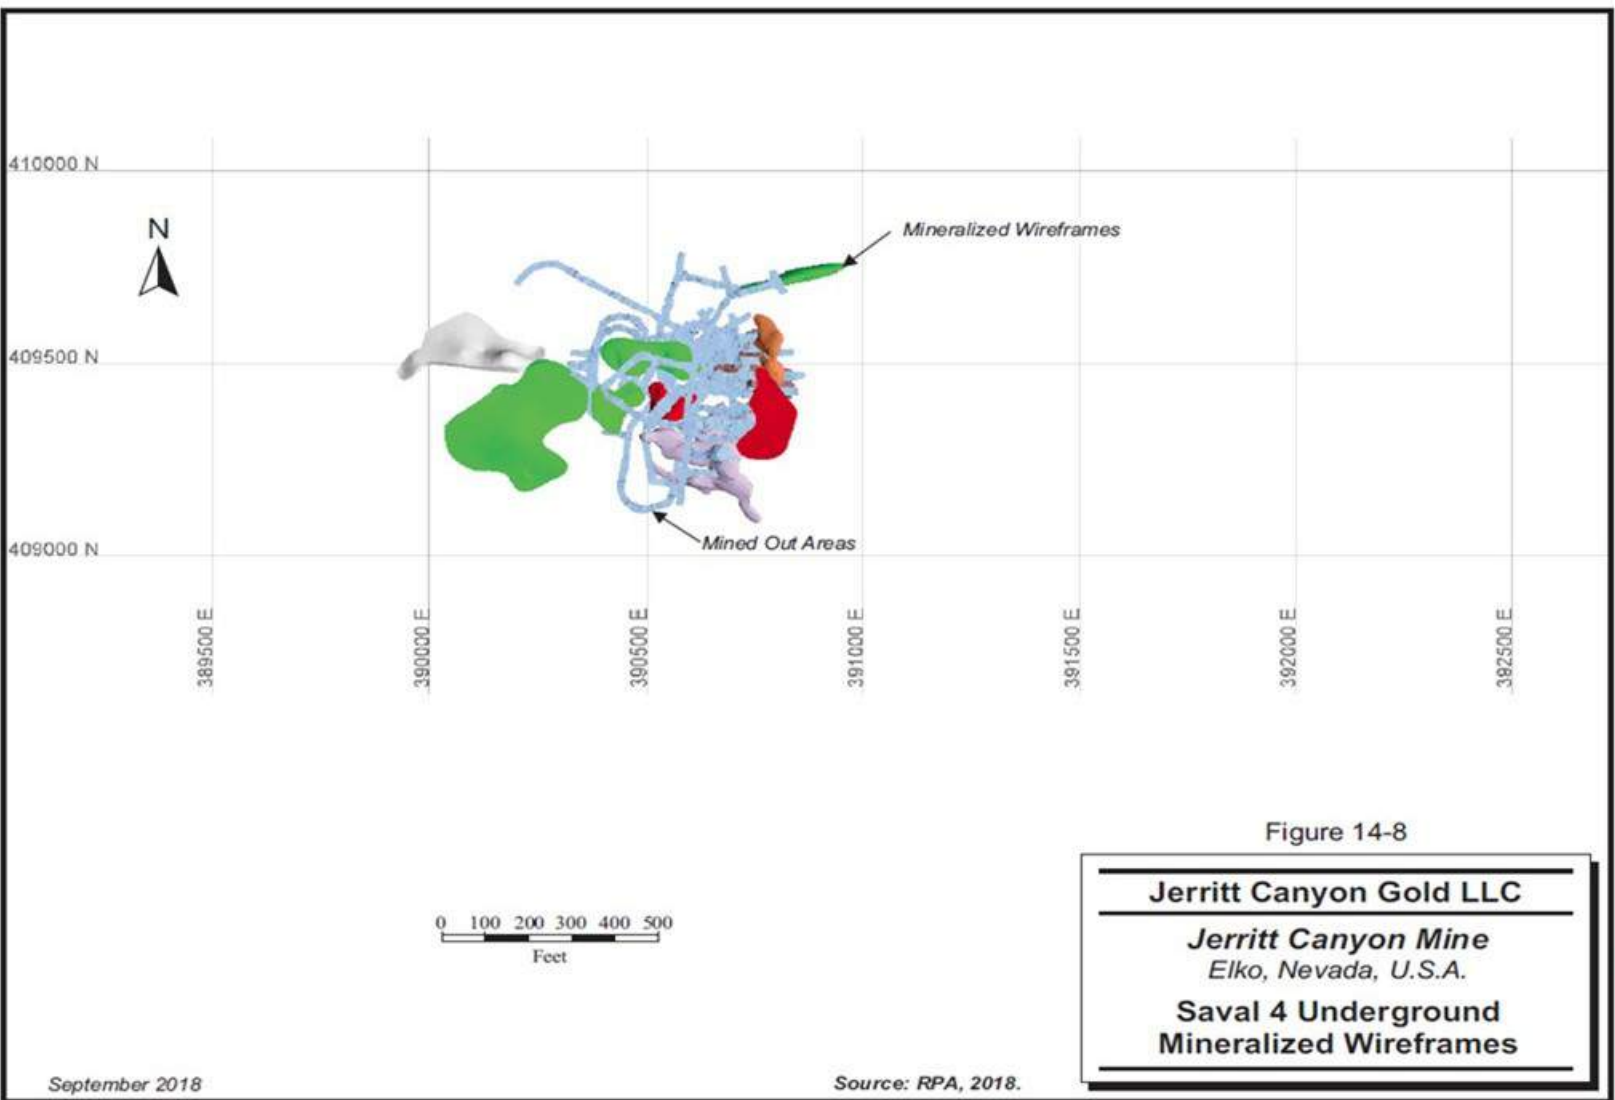 410000 N
N
Mineralized Wireframes
409500 N
Mined Out Areas
409000 N
389500 E
390000 E
390500 E
391000 E
391500 E
392000 E
392500 E
Figure 14-8
Jerritt Canyon Gold LLC
0 100 200 300 400 500
Feet
Jerritt Canyon Mine
Elko, Nevada, U.S.A.
Saval 4 Underground
Mineralized Wireframes
September 2018
Source: RPA, 2018.